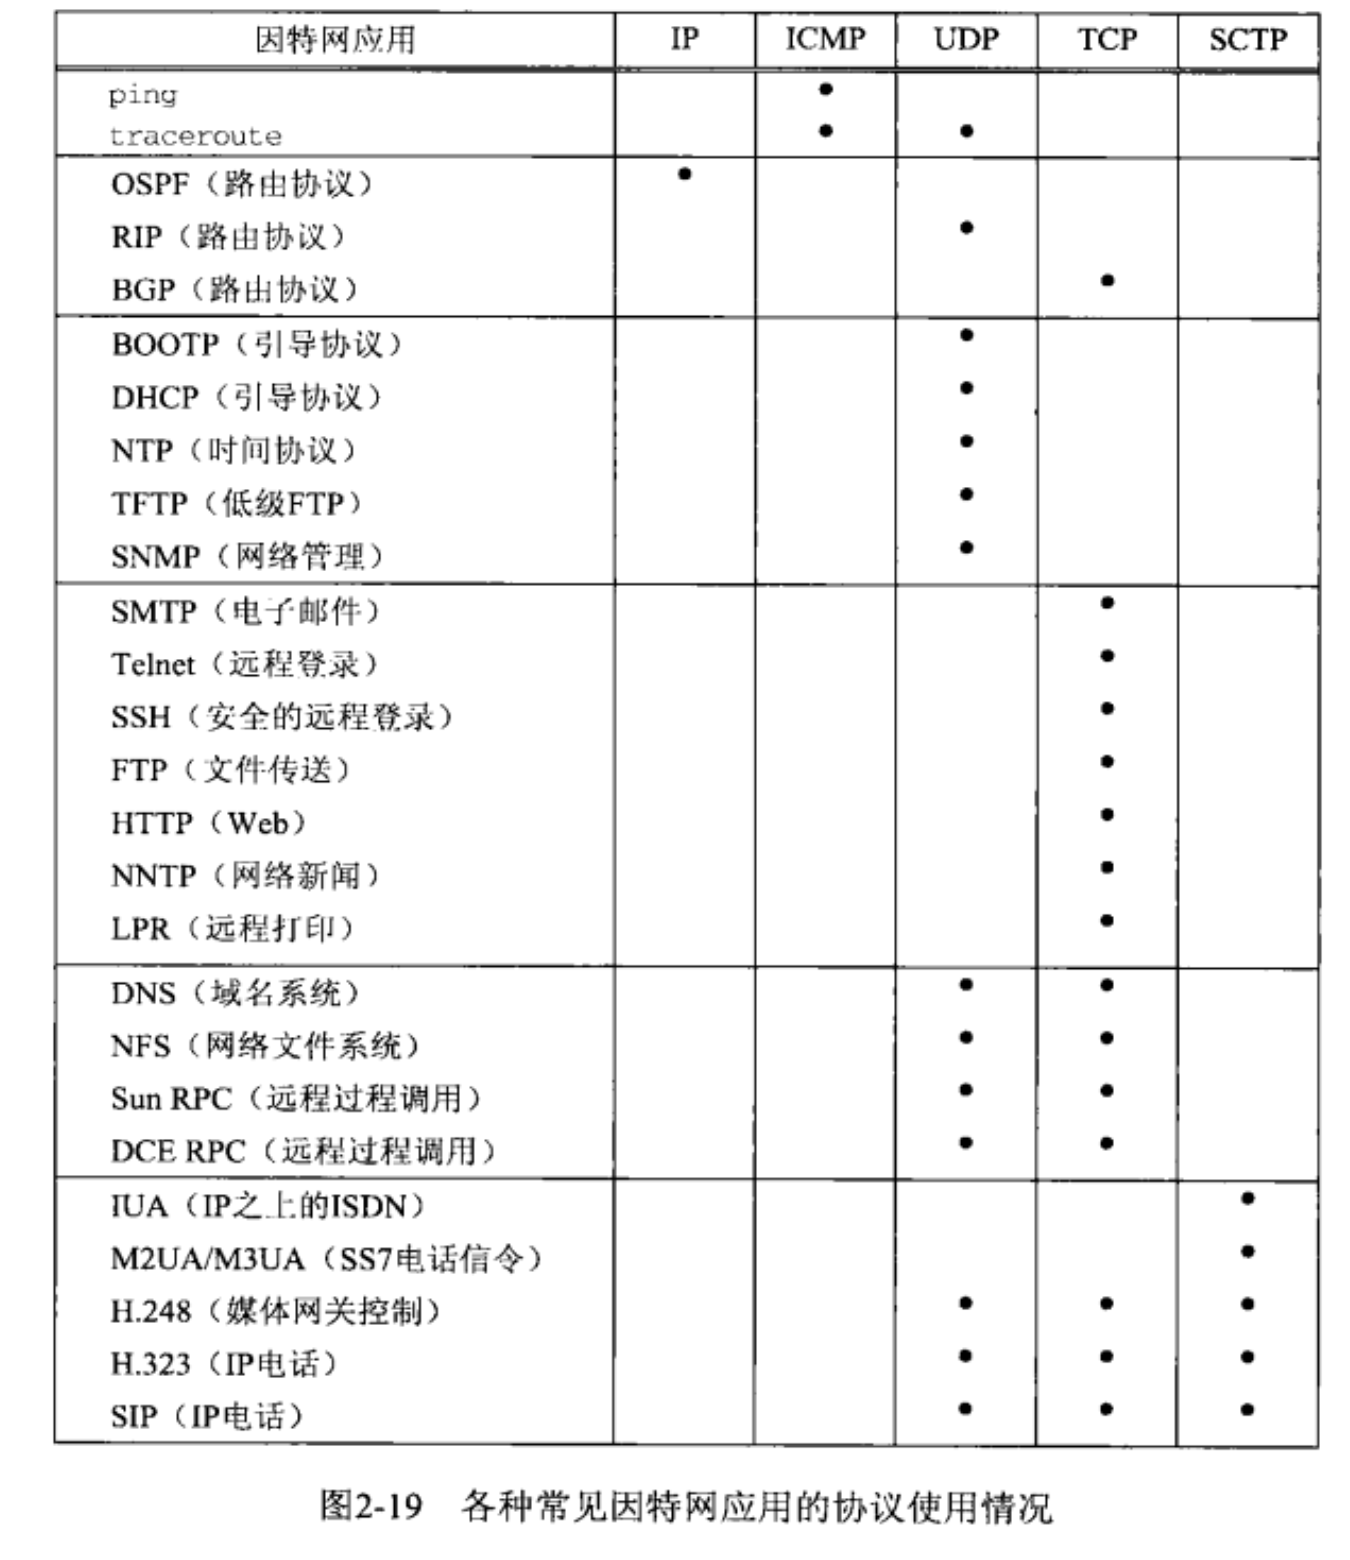 因特网应用 IP ICMP UDP TCP SCTP
ping •
traceroute • •
OSPF（路由协议） •
RIP（路由协议） •
BGP（路由协议） •
BOOTP（引导协议） •
DHCP（引导协议） •
NTP（时间协议） •
TFTP（低级FTP） •
SNMP（网络管理） •
SMTP（电子邮件） •
Telnet（远程登录） •
SSH（安全的远程登录） •
FTP（文件传送） •
HTTP（Web） •
NNTP（网络新闻） •
LPR（远程打印） •
DNS（域名系统） • •
NFS（网络文件系统） • •
Sun RPC（远程过程调用） • •
DCE RPC（远程过程调用） • •
IUA（IP之上的ISDN） •
M2UA/M3UA（SS7电话信令） •
H.248（媒体网关控制） • • •
H.323（IP电话） • • •
SIP（IP电话） • • •
图2-19 各种常见因特网应用的协议使用情况